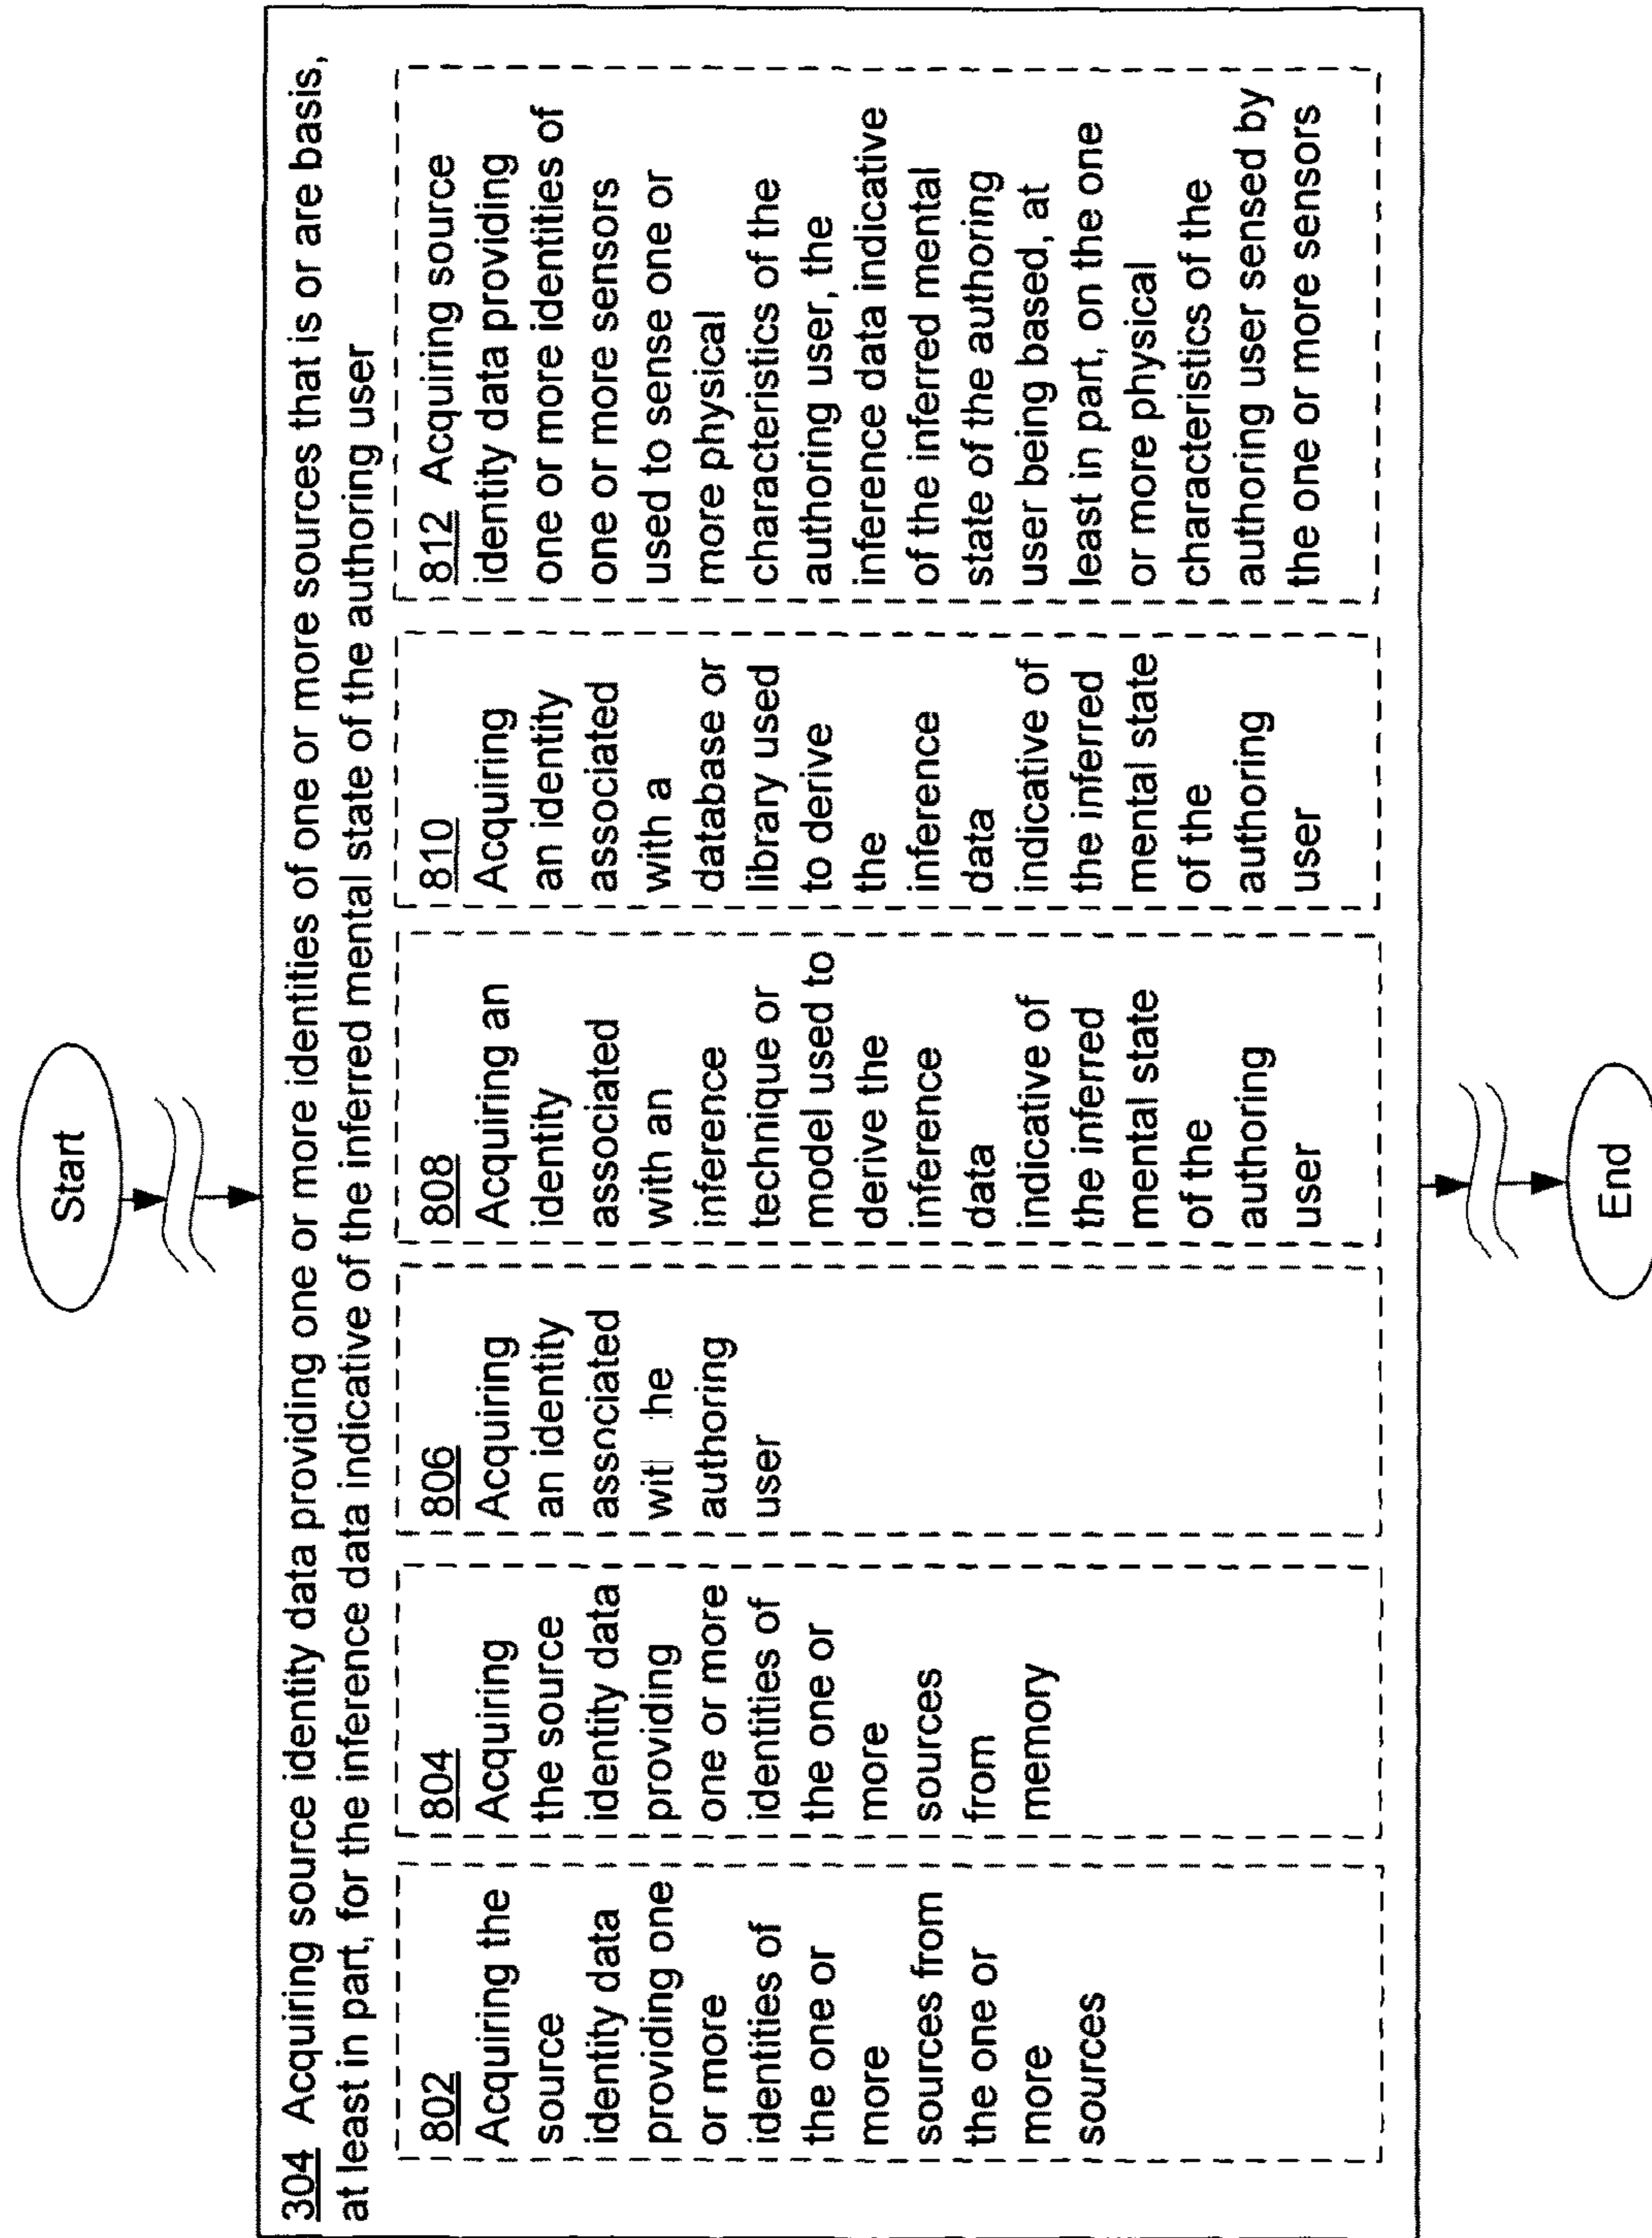 Start
304 Acquiring source identity data providing one or more identities of one or more sources that is or are basis,
at least in part, for the inference data indicative of the inferred mental state of the authoring user
802
Acquiring the
source
identity data
providing one
or more
identities of
the one or
more
sources from
the one or
more
sources
804
Acquiring
the source
identity data
providing
one or more
identities of
the one or
more
sources
from
memory
806
Acquiring
an identity
associated
authoring
user
808
Acquiring an
identity
associated
with an
inference
technique or
model used to
derive the
inference
data
indicative of
the inferred
mental state
of the
authoring
user
810
Acquiring
an identity
associated
with a
database or
library used
to derive
the
inference
data
indicative of
the inferred
mental state
of the
authoring
user
812 Acquiring source
identity data providing
one or more identities of
one or more sensors
used to sense one or
more physical
characteristics of the
authoring user, the
inference data indicative
of the inferred mental
state of the authoring
user being based, at
least in part, on the one
or more physical
characteristics of the
authoring user sensed by
the one or more sensors
End